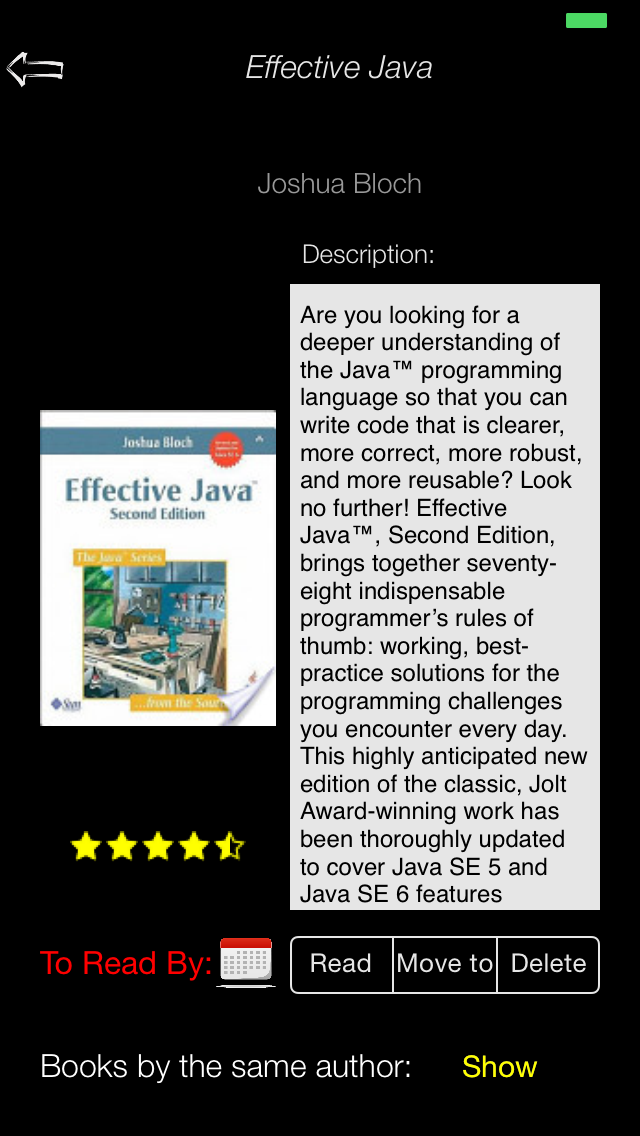 Effective Java
Joshua Bloch
Description:
Are you looking for a
deeper understanding of
the Java™ programming
language so that you can
write code that is clearer,
more correct, more robust,
and more reusable? Look
no further! Effective
Java™, Second Edition,
brings together seventy-
eight indispensable
programmer’s rules of
thumb: working, best-
practice solutions for the
programming challenges
you encounter every day.
This highly anticipated new
edition of the classic, Jolt
Award-winning work has
been thoroughly updated
to cover Java SE 5 and
Java SE 6 features
Joshua Bloch
Effective Java™
Second Edition
The Java™ Series
Sun
...from the Sour
To Read By:
Read
Move to
Delete
Books by the same author:
Show